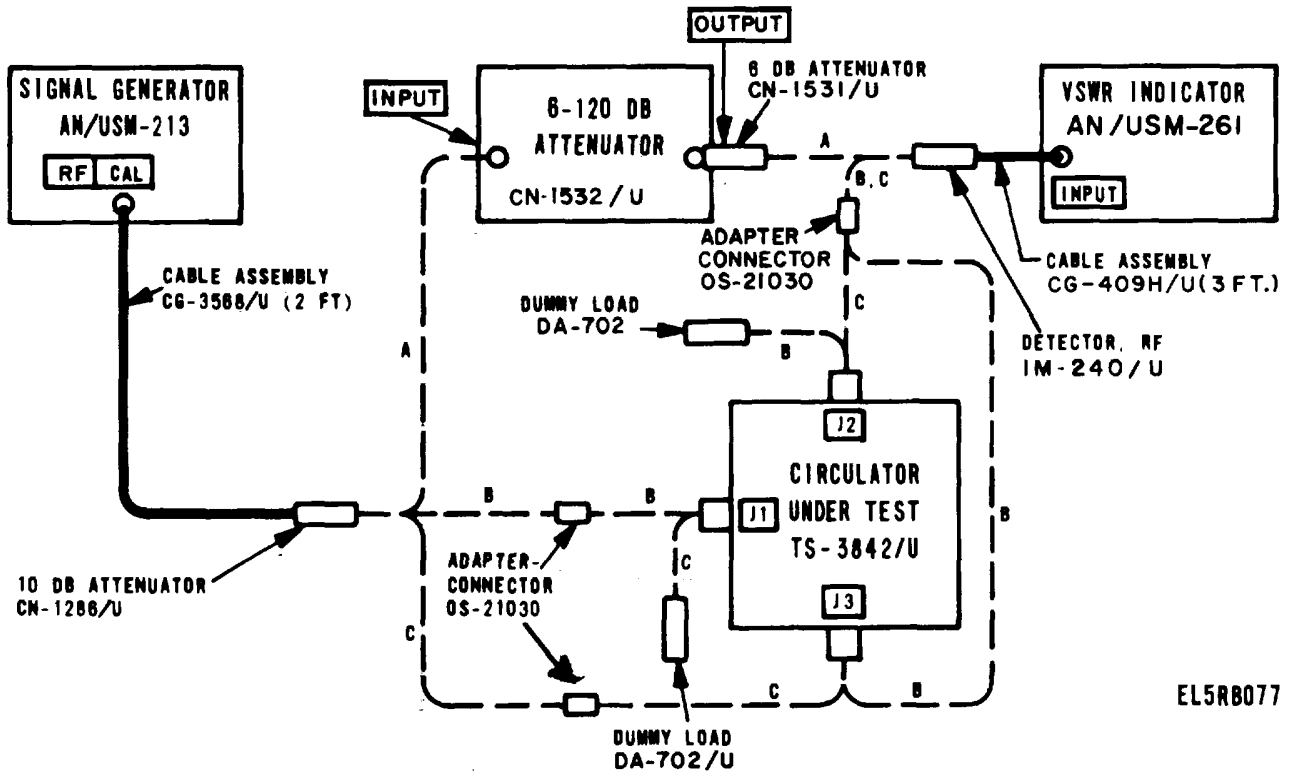 OUTPUT
SIGNAL GENERATOR
AN/USM-213
RF CAL
INPUT
6-120 DB
ATTENUATOR
CN-1532/U
6 DB ATTENUATOR
CN-1531/U
VSWR INDICATOR
AN/USM-261
INPUT
A
B, C
ADAPTER
CONNECTOR
OS-21030
CABLE ASSEMBLY
CG-409H/U(3 FT.)
CABLE ASSEMBLY
CG-3568/U (2 FT)
DUMMY LOAD
DA-702
C
B
DETECTOR, RF
IM-240/U
A
J2
CIRCULATOR
UNDER TEST
TS-3842/U
J1
J3
B
B
B
10 DB ATTENUATOR
CN-1286/U
ADAPTER-
CONNECTOR
OS-21030
C
C
C
B
DUMMY LOAD
DA-702/U
EL5RB077